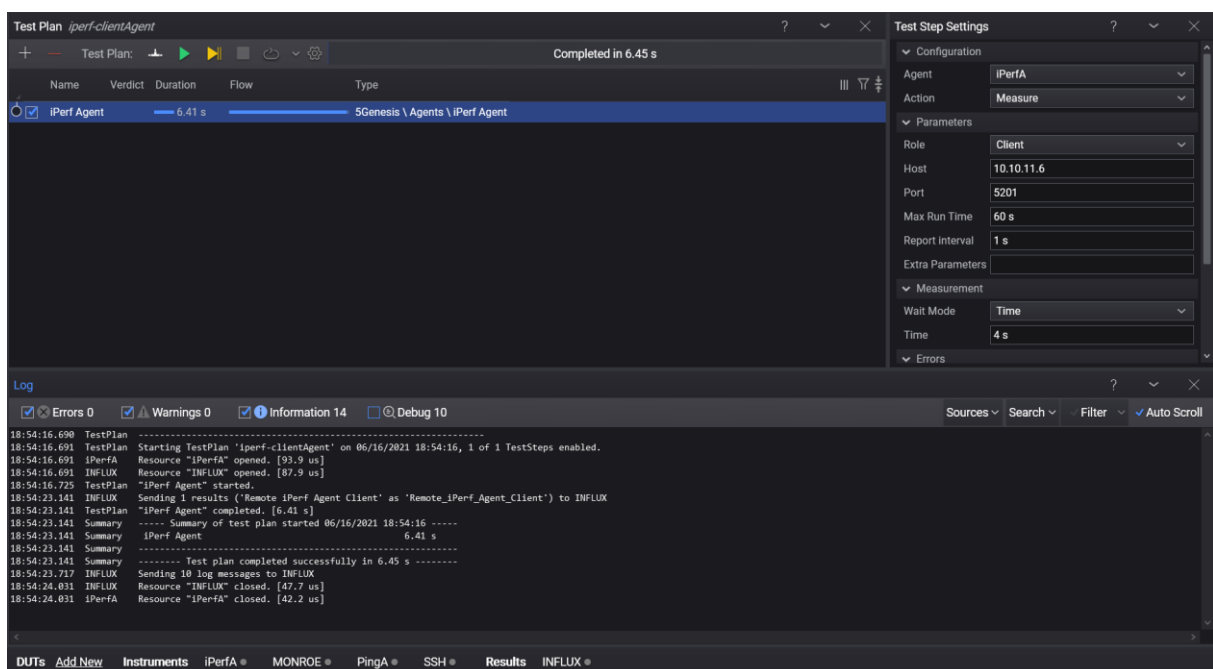 Test Plan iperf-clientAgent ?
Test Plan: Completed in 6.45 s
Name Verdict Duration Flow Type
iPerf Agent 6.41 s 5Genesis \ Agents \ iPerf Agent
Test Step Settings ?
Configuration
Agent iPerfA
Action Measure
Parameters
Role Client
Host 10.10.11.6
Port 5201
Max Run Time 60 s
Report Interval 1 s
Extra Parameters
Measurement
Wait Mode Time
Time 4 s
Errors
Log ?
Errors 0 Warnings 0 Information 14 Debug 10 Sources Search Filter Auto Scroll
18:54:16.690 TestPlan -----------------------------------------------------------------
18:54:16.691 TestPlan Starting TestPlan 'iperf-clientAgent' on 06/16/2021 18:54:16, 1 of 1 TestSteps enabled.
18:54:16.691 iPerfA Resource "iPerfA" opened. [93.9 us]
18:54:16.691 INFLUX Resource "INFLUX" opened. [87.9 us]
18:54:16.725 TestPlan "iPerf Agent" started.
18:54:23.141 INFLUX Sending 1 results ('Remote iPerf Agent Client' as 'Remote_iPerf_Agent_Client') to INFLUX
18:54:23.141 TestPlan "iPerf Agent" completed. [6.41 s]
18:54:23.141 Summary ----- Summary of test plan started 06/16/2021 18:54:16 -----
18:54:23.141 Summary iPerf Agent 6.41 s
18:54:23.141 Summary ------------------------------------------------------------
18:54:23.141 Summary -------- Test plan completed successfully in 6.45 s --------
18:54:23.717 INFLUX Sending 10 log messages to INFLUX
18:54:24.031 INFLUX Resource "INFLUX" closed. [47.7 us]
18:54:24.031 iPerfA Resource "iPerfA" closed. [42.2 us]
DUTs Add New Instruments iPerfA MONROE PingA SSH Results INFLUX